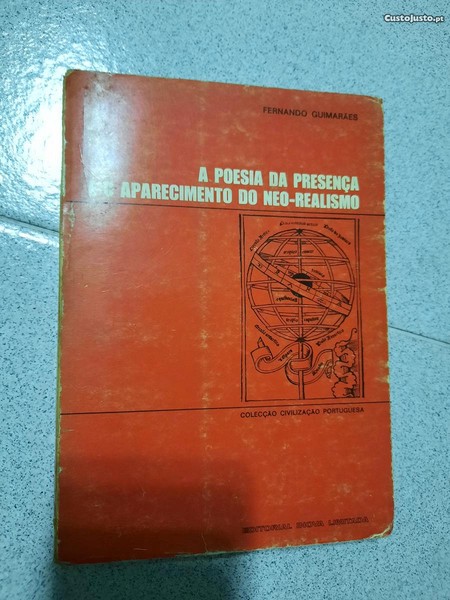 CustoJusto.pt
FERNANDO GUIMARÃES
A POESIA DA PRESENÇA
E O APARECIMENTO DO NEO-REALISMO
COLECÇÃO CIVILIZAÇÃO PORTUGUESA
EDITORIAL INOVA LIMITADA